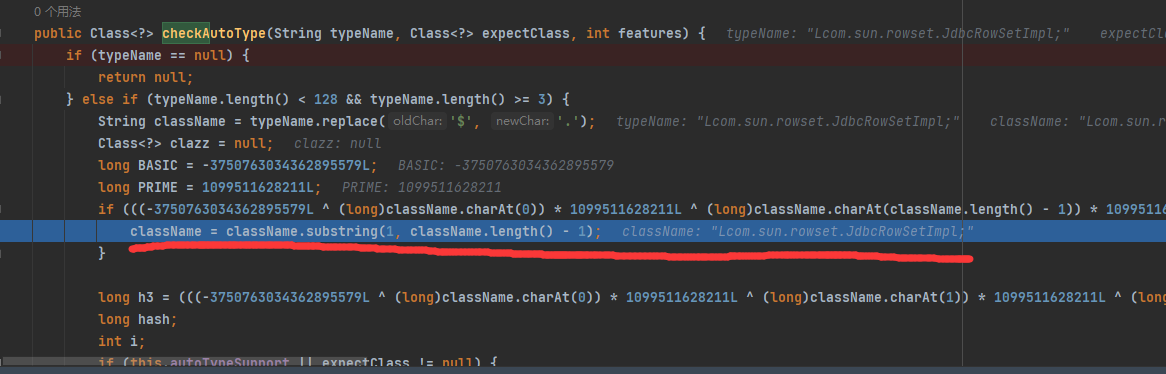 0 个用法
public Class<?> checkAutoType(String typeName, Class<?> expectClass, int features) { typeName: "Lcom.sun.rowset.JdbcRowSetImpl;" expectCl
if (typeName == null) {
return null;
} else if (typeName.length() < 128 && typeName.length() >= 3) {
String className = typeName.replace( oldChar: '$', newChar: '.'); typeName: "Lcom.sun.rowset.JdbcRowSetImpl;" className: "Lcom.sun.r
Class<?> clazz = null; clazz: null
long BASIC = -3750763034362895579L; BASIC: -3750763034362895579
long PRIME = 1099511628211L; PRIME: 1099511628211
if (((-3750763034362895579L ^ (long)className.charAt(0)) * 1099511628211L ^ (long)className.charAt(className.length() - 1)) * 10995116
className = className.substring(1, className.length() - 1); className: "Lcom.sun.rowset.JdbcRowSetImpl;"
}
long h3 = (((-3750763034362895579L ^ (long)className.charAt(0)) * 1099511628211L ^ (long)className.charAt(1)) * 1099511628211L ^ (long
long hash;
int i;
if (this.autoTypeSupport || expectClass != null) {